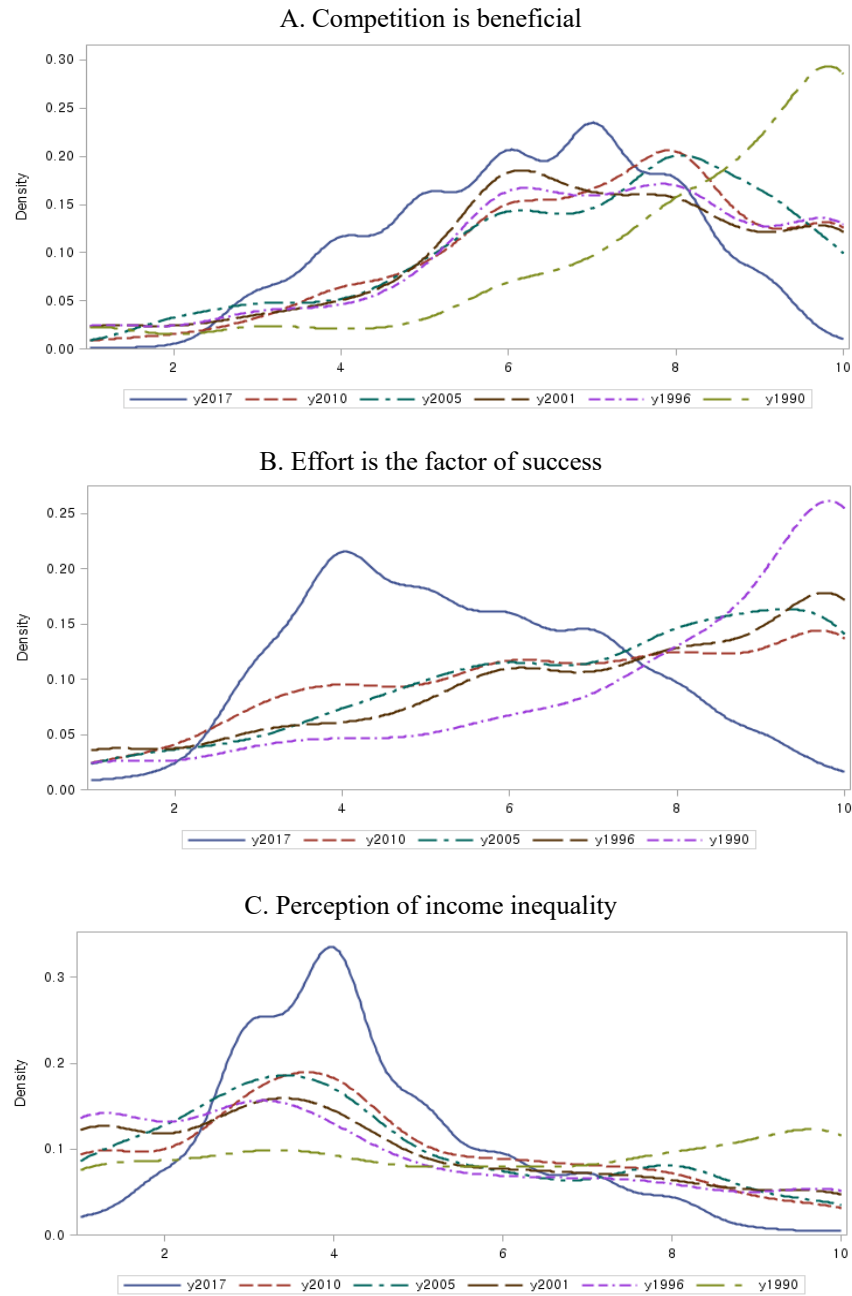 A. Competition is beneficial
0.30
0.25
0.20
0.15
0.10
0.05
0.00
Density
2 4 6 8 10
y2017 y2010 y2005 y2001 y1996 y1990
B. Effort is the factor of success
0.25
0.20
0.15
0.10
0.05
0.00
Density
2 4 6 8 10
y2017 y2010 y2005 y1996 y1990
C. Perception of income inequality
0.3
0.2
0.1
0.0
Density
2 4 6 8 10
y2017 y2010 y2005 y2001 y1996 y1990